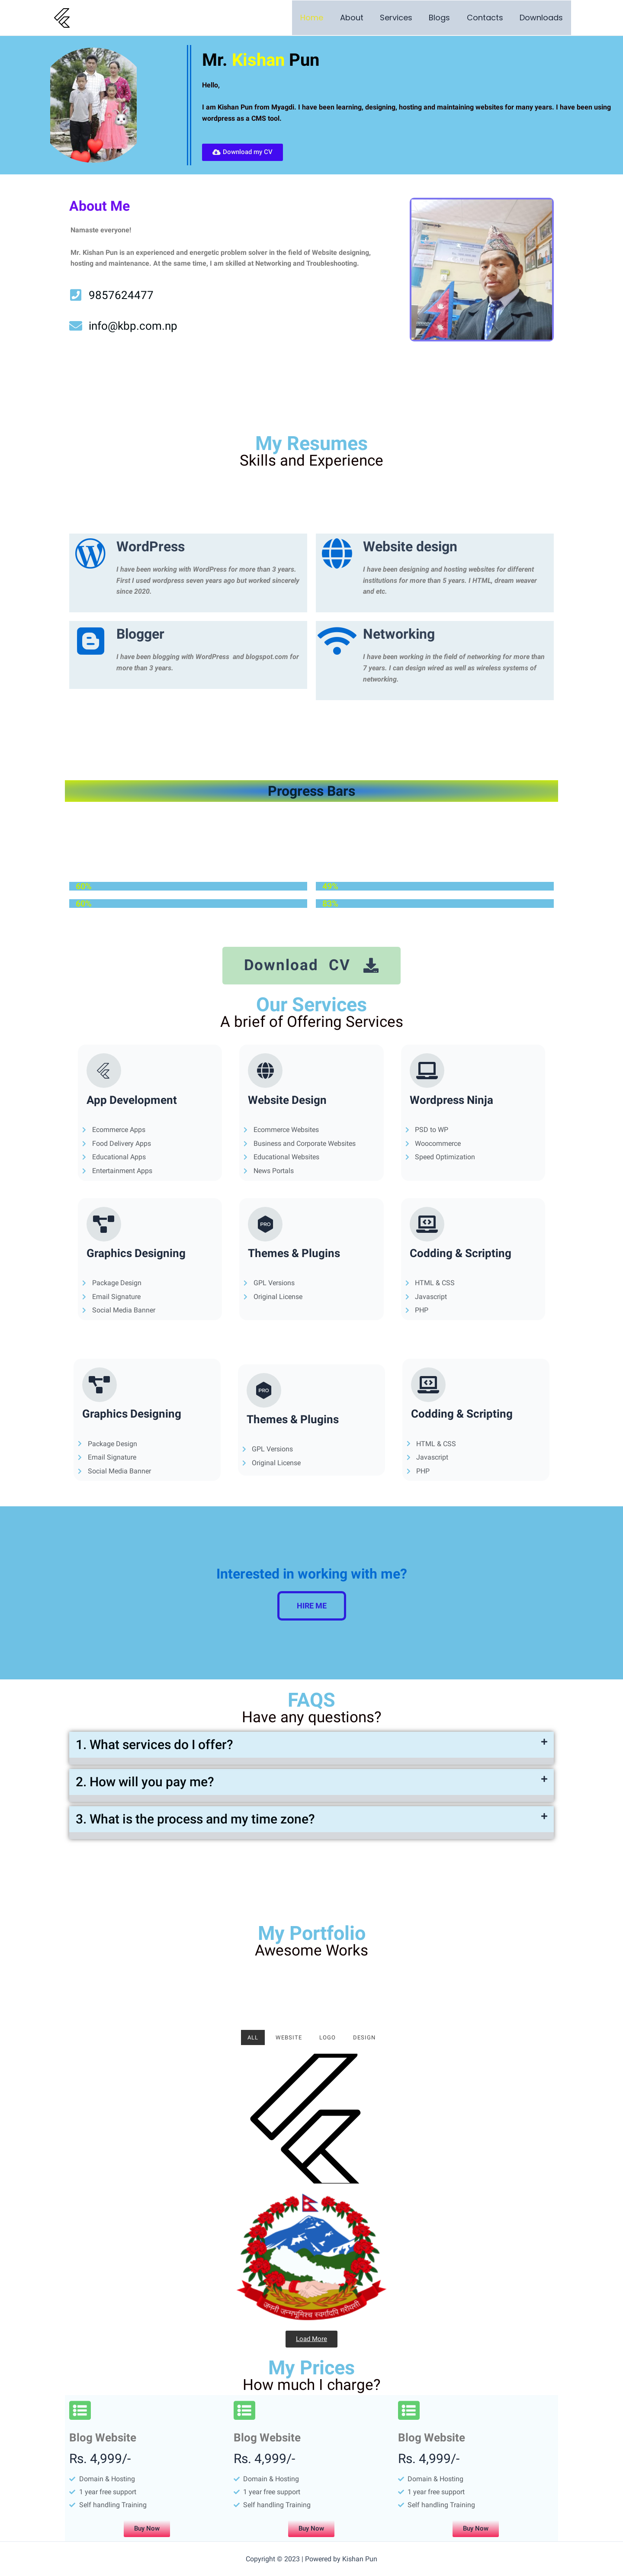 Home About Services Blogs Contacts Downloads
Mr. Kishan Pun
Hello,
I am Kishan Pun from Myagdi. I have been learning, designing, hosting and maintaining websites for many years. I have been using
wordpress as a CMS tool.
Download my CV
About Me
Namaste everyone!
Mr. Kishan Pun is an experienced and energetic problem solver in the field of Website designing,
hosting and maintenance. At the same time, I am skilled at Networking and Troubleshooting.
9857624477
info@kbp.com.np
My Resumes
Skills and Experience
WordPress
I have been working with WordPress for more than 3 years.
First I used wordpress seven years ago but worked sincerely
since 2020.
Website design
I have been designing and hosting websites for different
institutions for more than 5 years. I HTML, dream weaver
and etc.
Blogger
I have been blogging with WordPress and blogspot.com for
more than 3 years.
Networking
I have been working in the field of networking for more than
7 years. I can design wired as well as wireless systems of
networking.
Progress Bars
60%
49%
60%
83%
Download CV
Our Services
A brief of Offering Services
App Development
Ecommerce Apps
Food Delivery Apps
Educational Apps
Entertainment Apps
Website Design
Ecommerce Websites
Business and Corporate Websites
Educational Websites
News Portals
Wordpress Ninja
PSD to WP
Woocommerce
Speed Optimization
Graphics Designing
Package Design
Email Signature
Social Media Banner
PRO
Themes & Plugins
GPL Versions
Original License
Codding & Scripting
HTML & CSS
Javascript
PHP
Graphics Designing
Package Design
Email Signature
Social Media Banner
PRO
Themes & Plugins
GPL Versions
Original License
Codding & Scripting
HTML & CSS
Javascript
PHP
Interested in working with me?
HIRE ME
FAQS
Have any questions?
1. What services do I offer?
2. How will you pay me?
3. What is the process and my time zone?
My Portfolio
Awesome Works
ALL WEBSITE LOGO DESIGN
जननी जन्मभूमिश्च स्वर्गादपि गरीयसी
Load More
My Prices
How much I charge?
Blog Website
Rs. 4,999/-
Domain & Hosting
1 year free support
Self handling Training
Buy Now
Blog Website
Rs. 4,999/-
Domain & Hosting
1 year free support
Self handling Training
Buy Now
Blog Website
Rs. 4,999/-
Domain & Hosting
1 year free support
Self handling Training
Buy Now
Copyright © 2023 | Powered by Kishan Pun